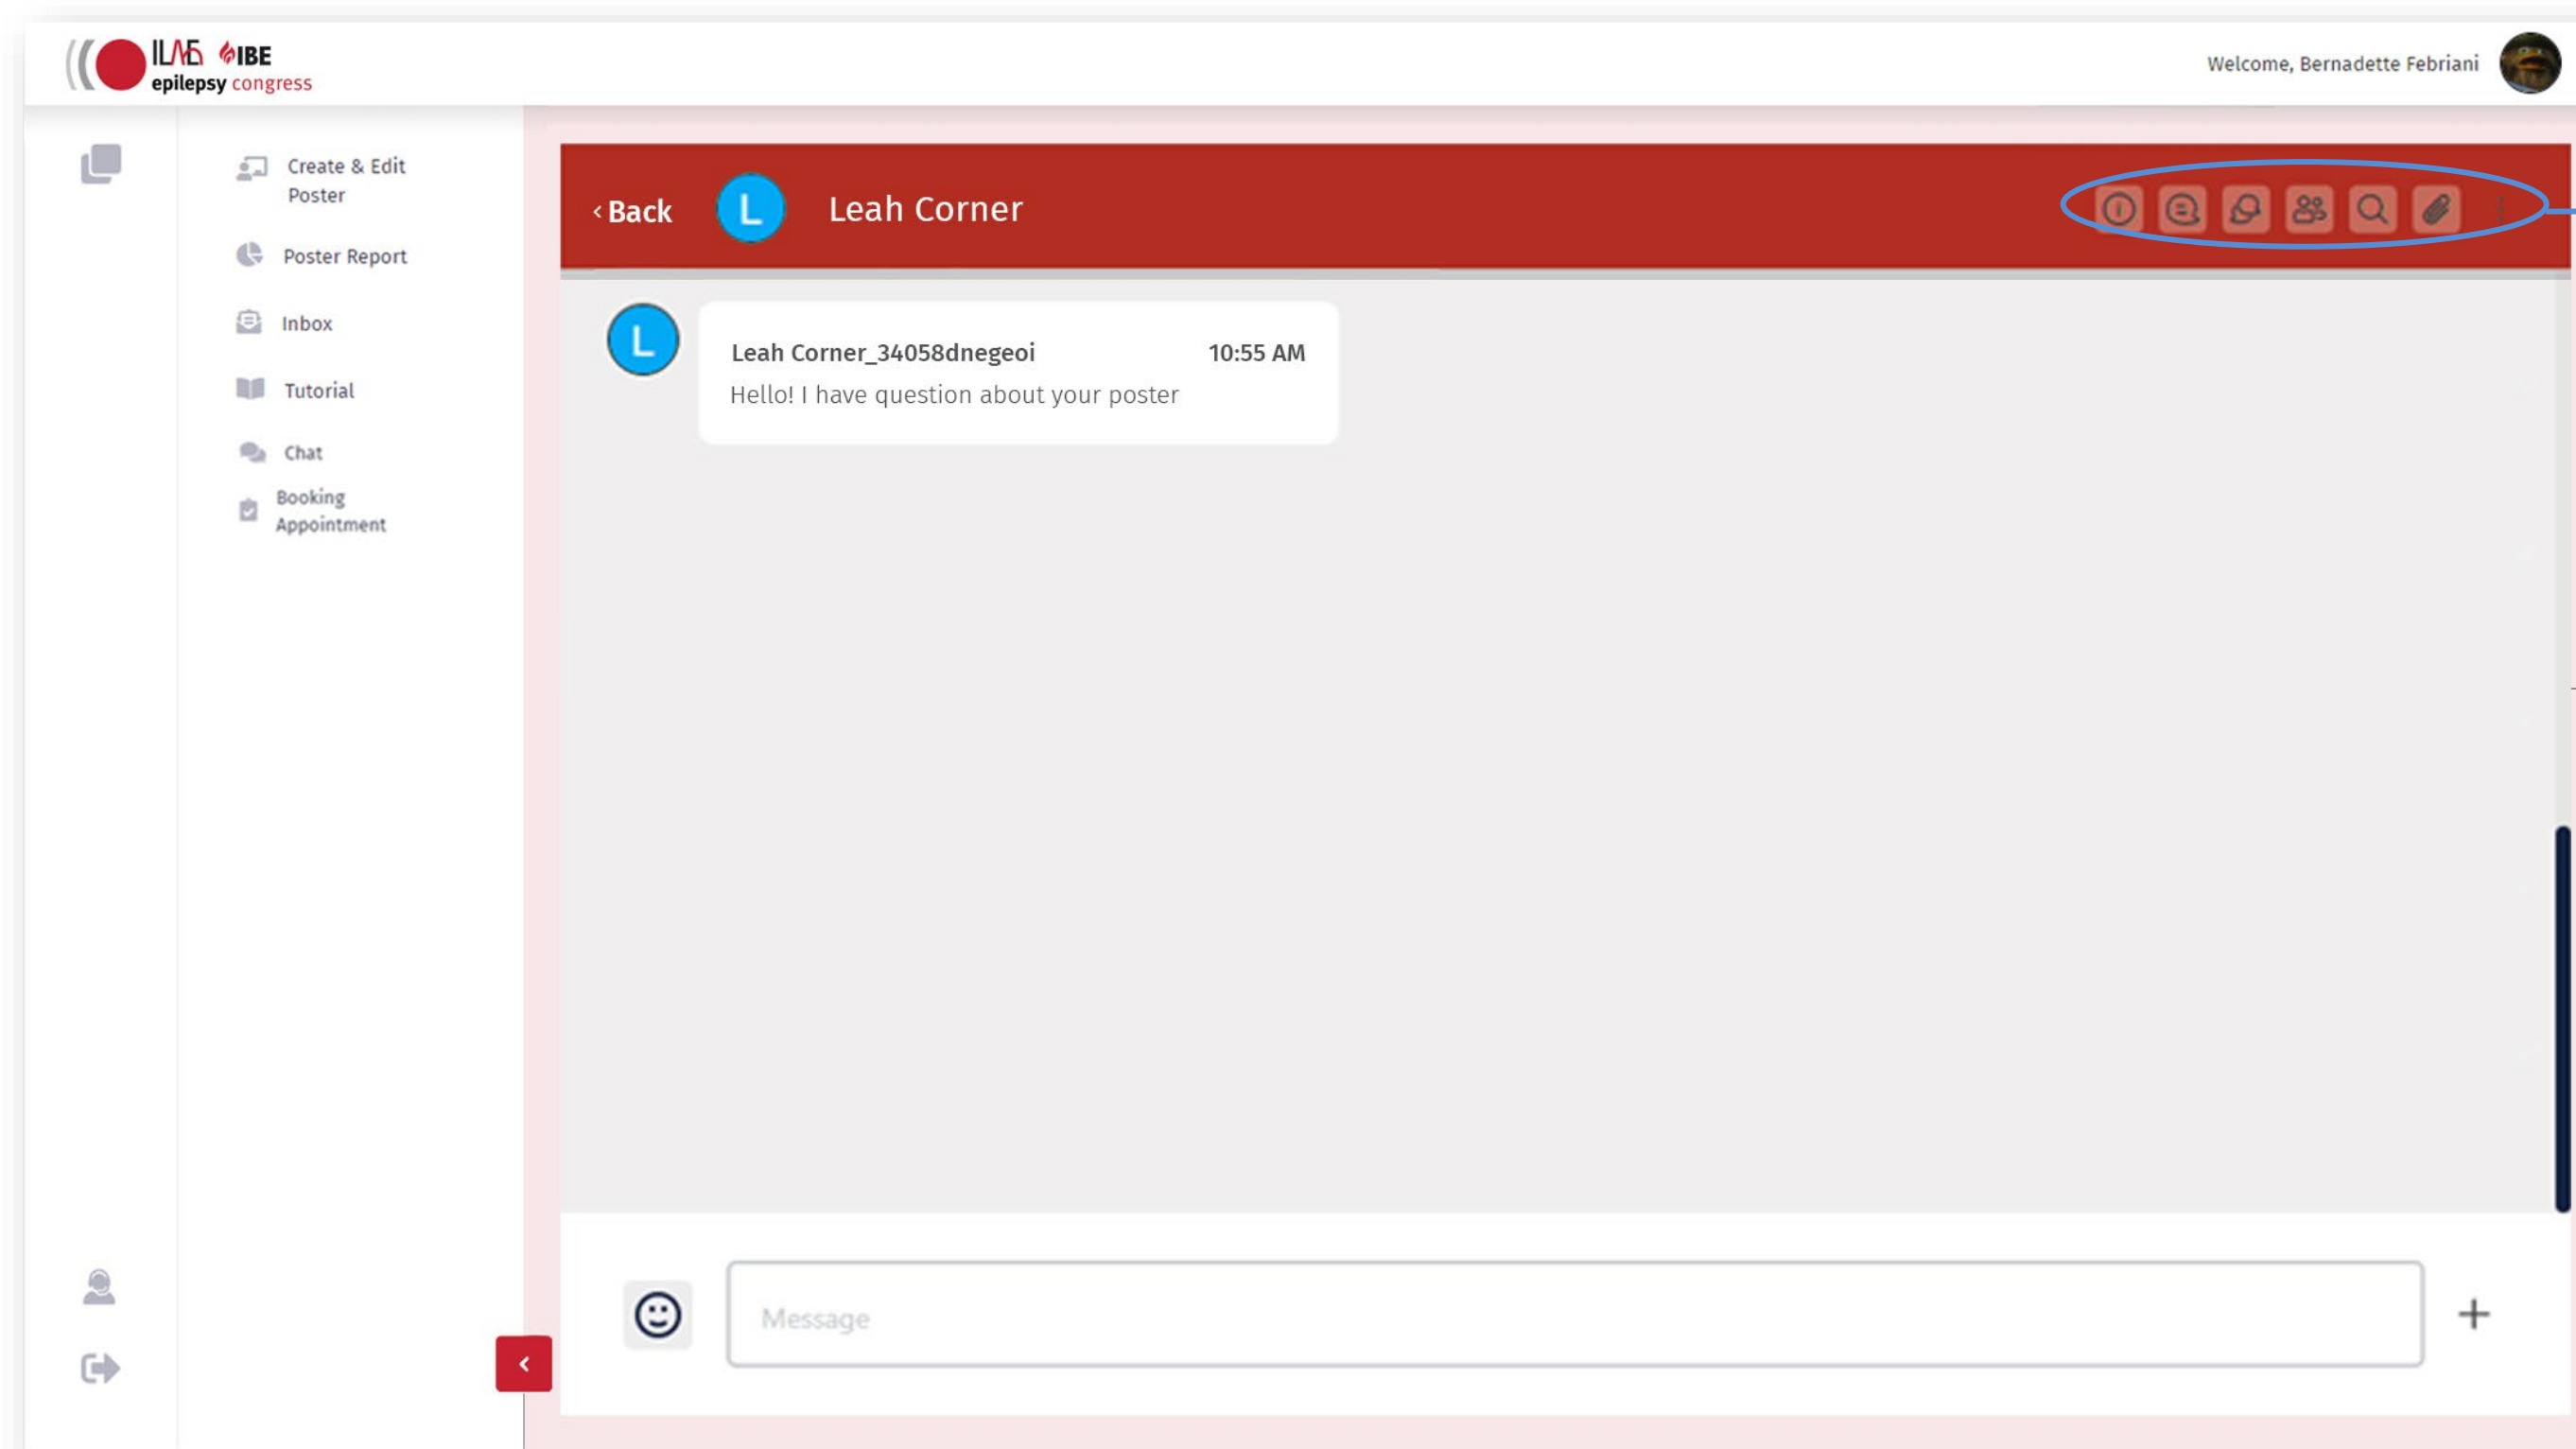 ILAE IBE
epilepsy congress
Welcome, Bernadette Febriani
Create & Edit
Poster
Poster Report
Inbox
Tutorial
Chat
Booking
Appointment
‹ Back
L
Leah Corner
L
Leah Corner_34058dnegeoi 10:55 AM
Hello! I have question about your poster
Message